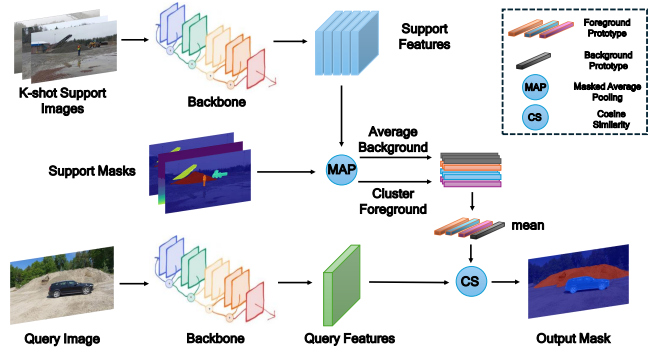 K-shot Support
Images
Backbone
Support
Features
Foreground
Prototype
Background
Prototype
MAP
Masked Average
Pooling
CS
Cosine
Similarity
Support Masks
MAP
Average
Background
Cluster
Foreground
mean
Query Image
Backbone
Query Features
CS
Output Mask